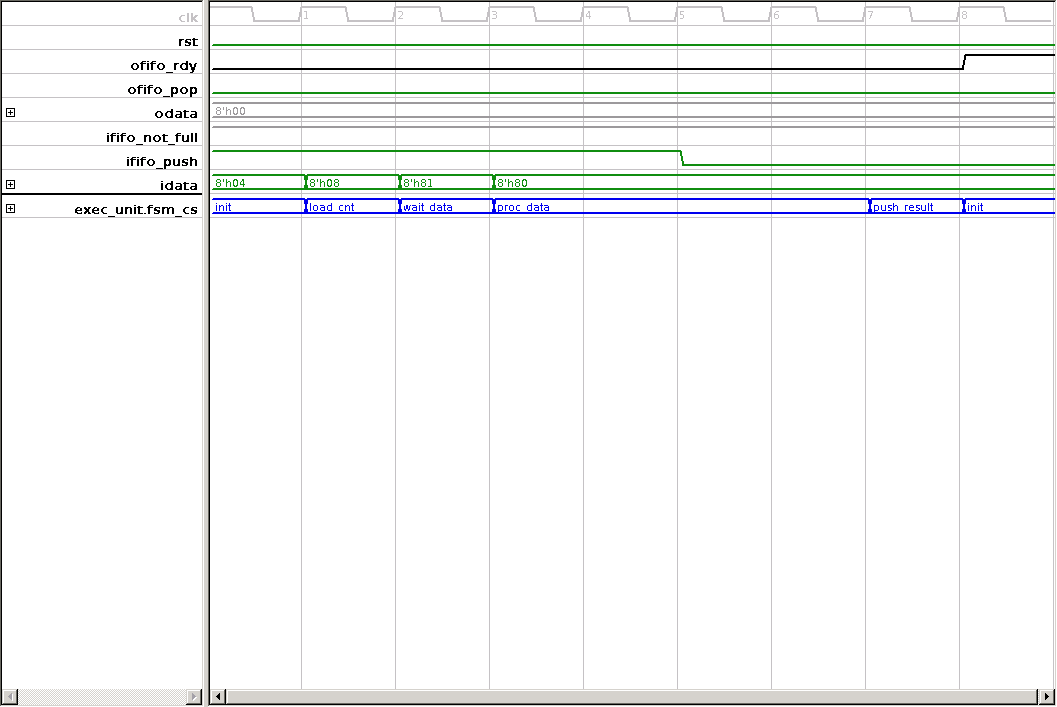 clk 1 2 3 4 5 6 7 8
rst
ofifo_rdy
ofifo_pop
odata 8'h00
ififo_not_full
ififo_push
idata 8'h04 8'h08 8'h81 8'h80
exec_unit.fsm_cs init load_cnt wait_data proc_data push_result init